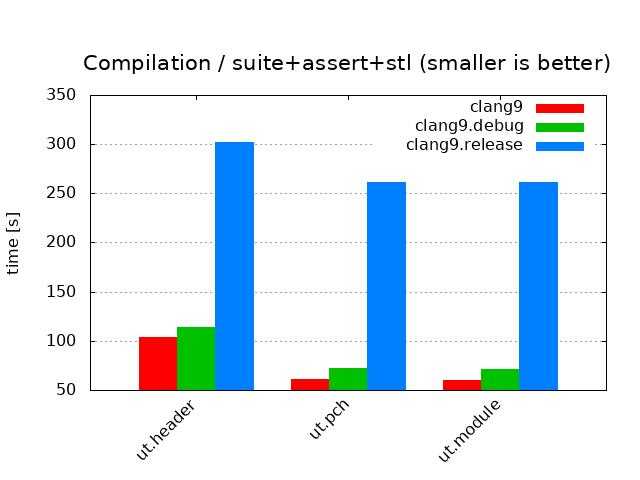 Compilation / suite+assert+stl (smaller is better)
time [s]
350
300
250
200
150
100
50
clang9
clang9.debug
clang9.release
ut.header
ut.pch
ut.module